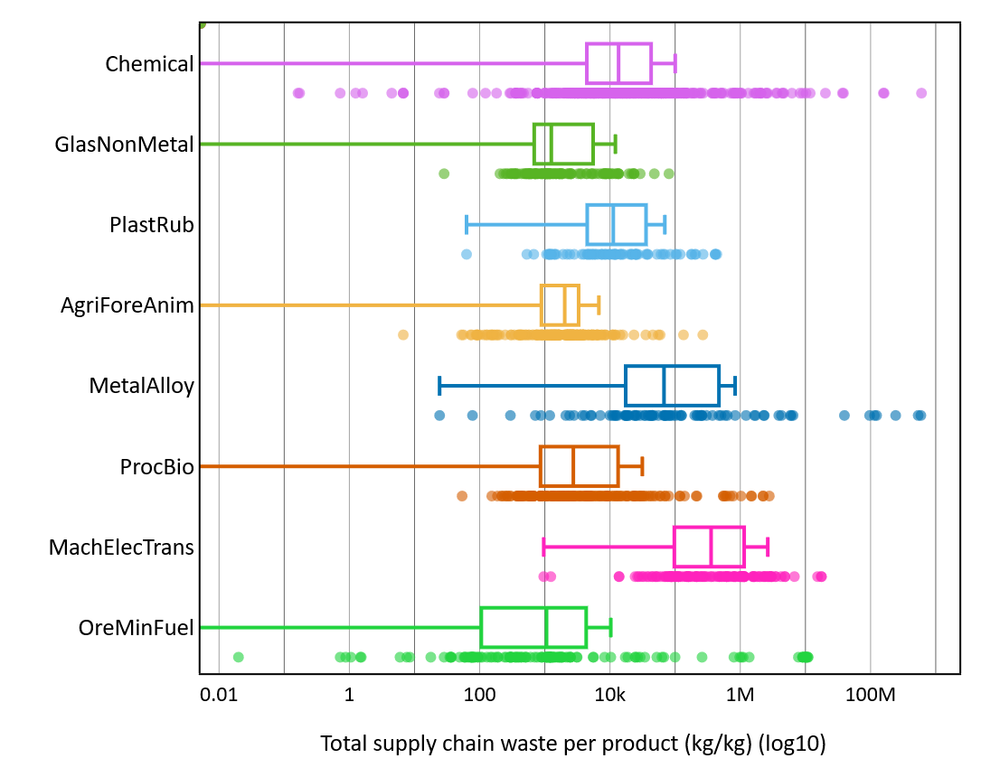 Chemical
GlasNonMetal
PlastRub
AgriForeAnim
MetalAlloy
ProcBio
MachElecTrans
OreMinFuel
0.01 1 100 10k 1M 100M
Total supply chain waste per product (kg/kg) (log10)